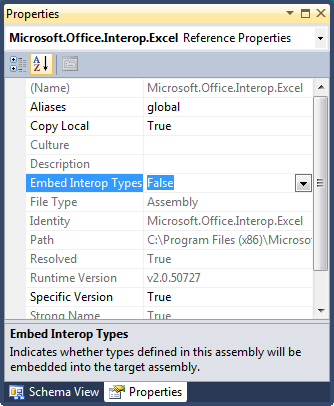 Properties
Microsoft.Office.Interop.Excel Reference Properties
(Name) Microsoft.Office.Interop.Excel
Aliases global
Copy Local True
Culture
Description
Embed Interop Types False
File Type Assembly
Identity Microsoft.Office.Interop.Excel
Path C:\Program Files (x86)\Microso
Resolved True
Runtime Version v2.0.50727
Specific Version True
Strong Name True
Embed Interop Types
Indicates whether types defined in this assembly will be
embedded into the target assembly.
Schema View Properties